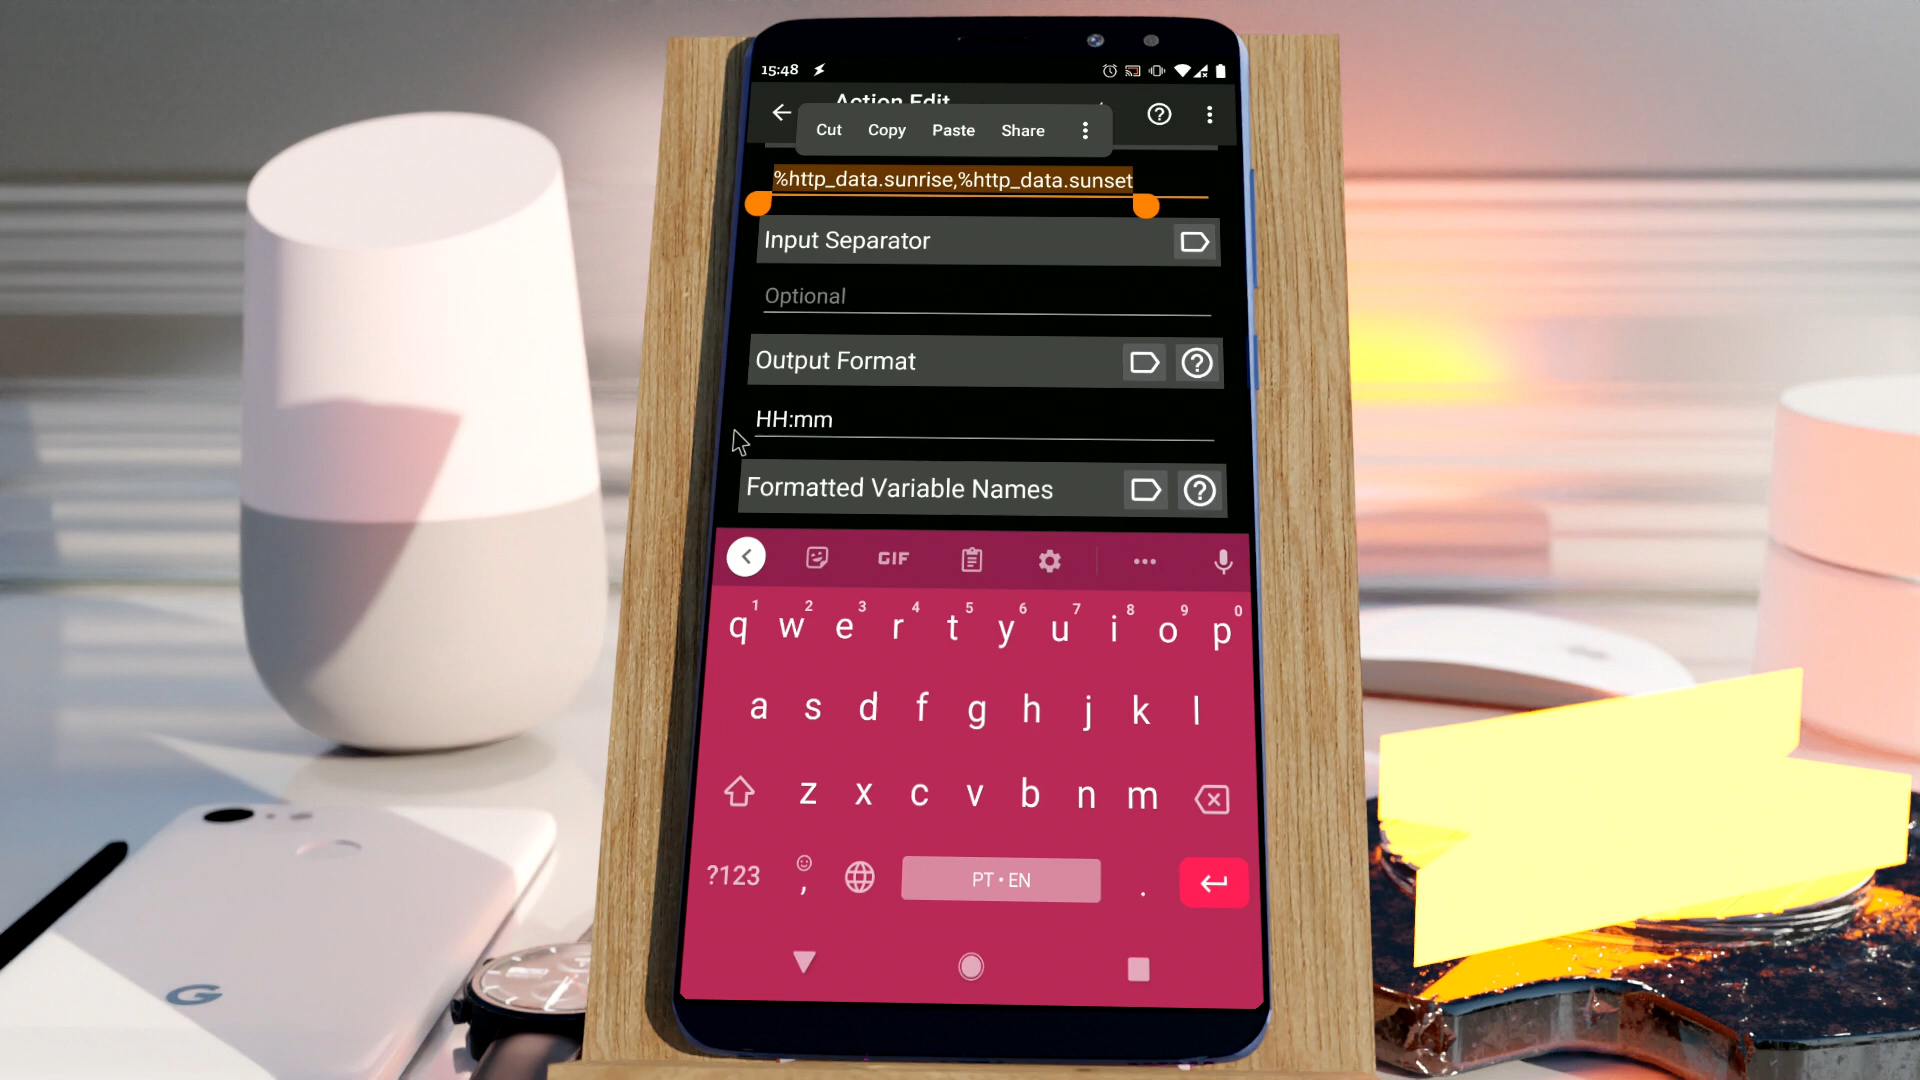 15:48
Action Edit
Cut Copy Paste Share
%http_data.sunrise,%http_data.sunset
Input Separator
Optional
Output Format
HH:mm
Formatted Variable Names
GIF
1 2 3 4 5 6 7 8 9 0
q w e r t y u i o p
a s d f g h j k l
z x c v b n m
?123 , PT • EN .
G